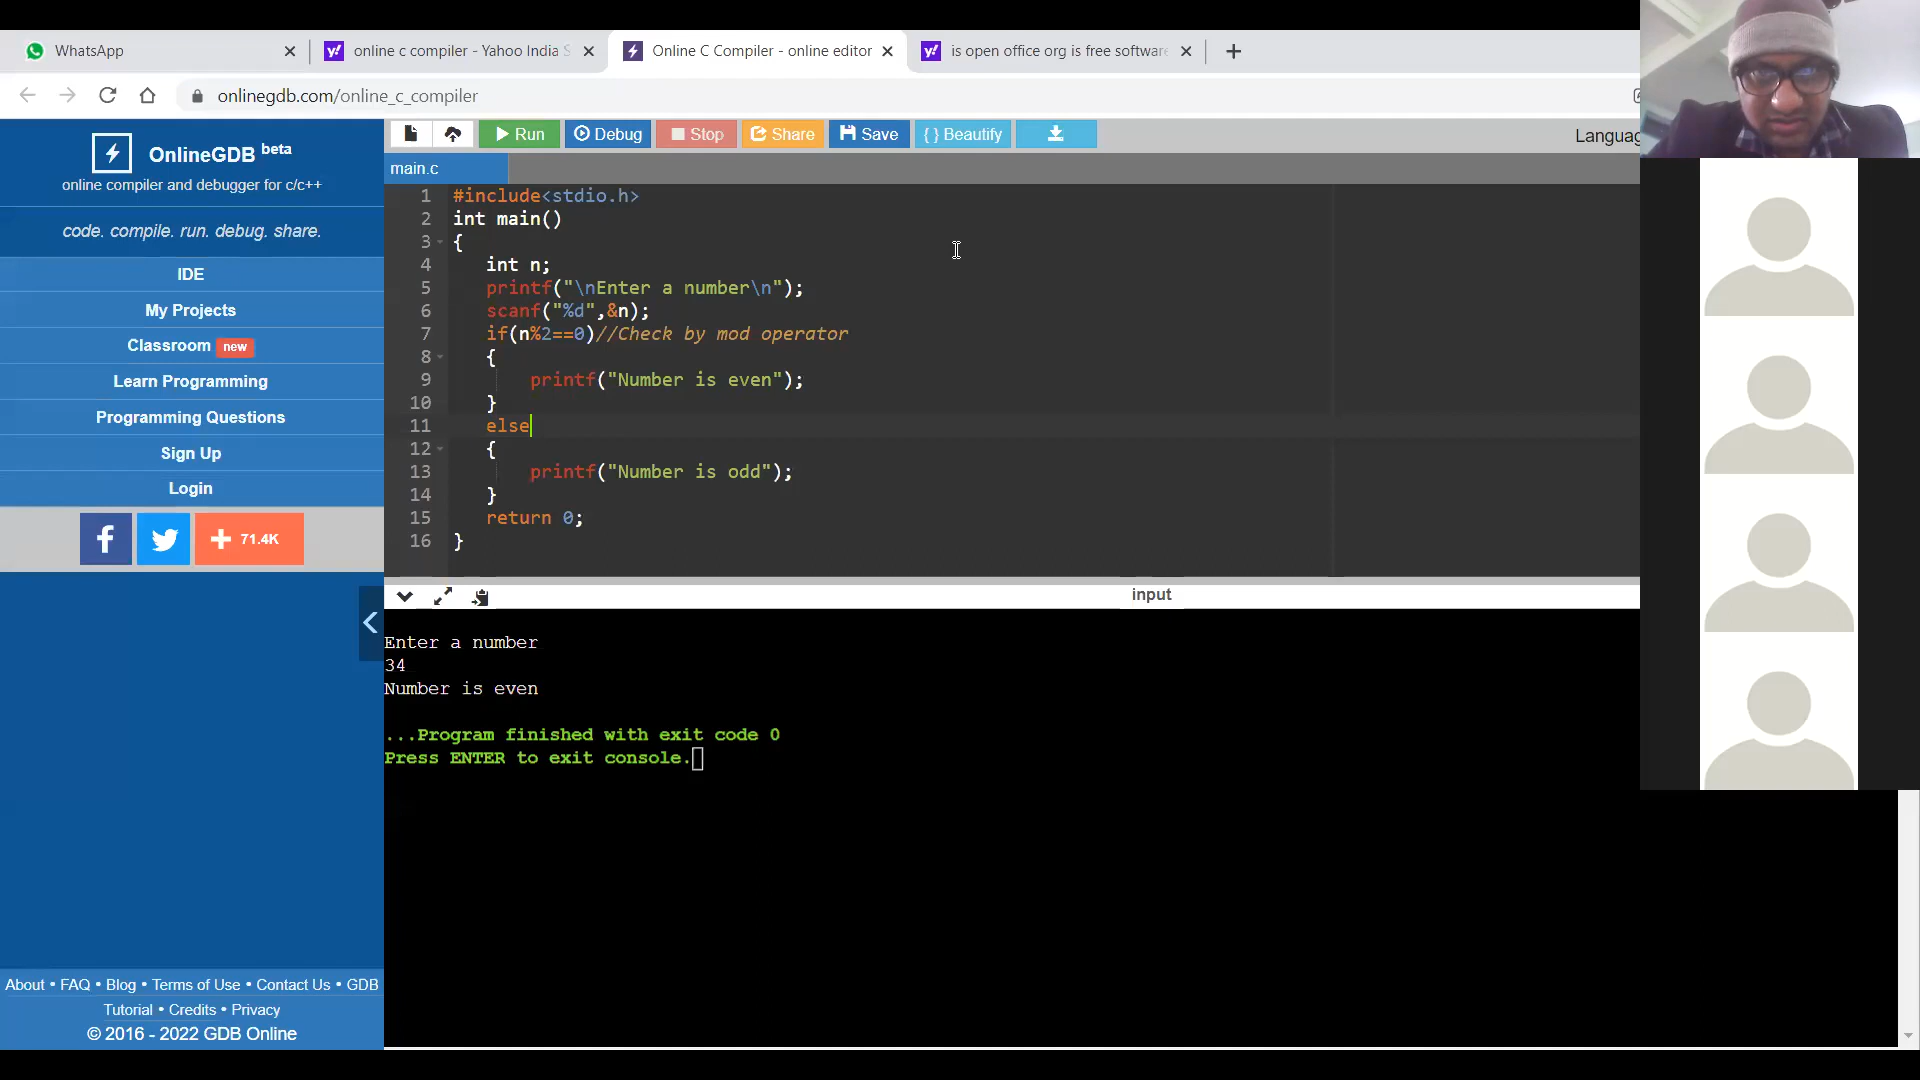 WhatsApp
online c compiler - Yahoo India S
Online C Compiler - online editor
is open office org is free software
onlinegdb.com/online_c_compiler
OnlineGDB beta
online compiler and debugger for c/c++
code. compile. run. debug. share.
IDE
My Projects
Classroom new
Learn Programming
Programming Questions
Sign Up
Login
f
+ 71.4K
About • FAQ • Blog • Terms of Use • Contact Us • GDB
Tutorial • Credits • Privacy
© 2016 - 2022 GDB Online
Run Debug Stop Share Save { } Beautify
Languag
main.c
1 #include<stdio.h>
2 int main()
3 {
4 int n;
5 printf("\nEnter a number\n");
6 scanf("%d",&n);
7 if(n%2==0)//Check by mod operator
8 {
9 printf("Number is even");
10 }
11 else
12 {
13 printf("Number is odd");
14 }
15 return 0;
16 }
input
Enter a number
34
Number is even
...Program finished with exit code 0
Press ENTER to exit console.